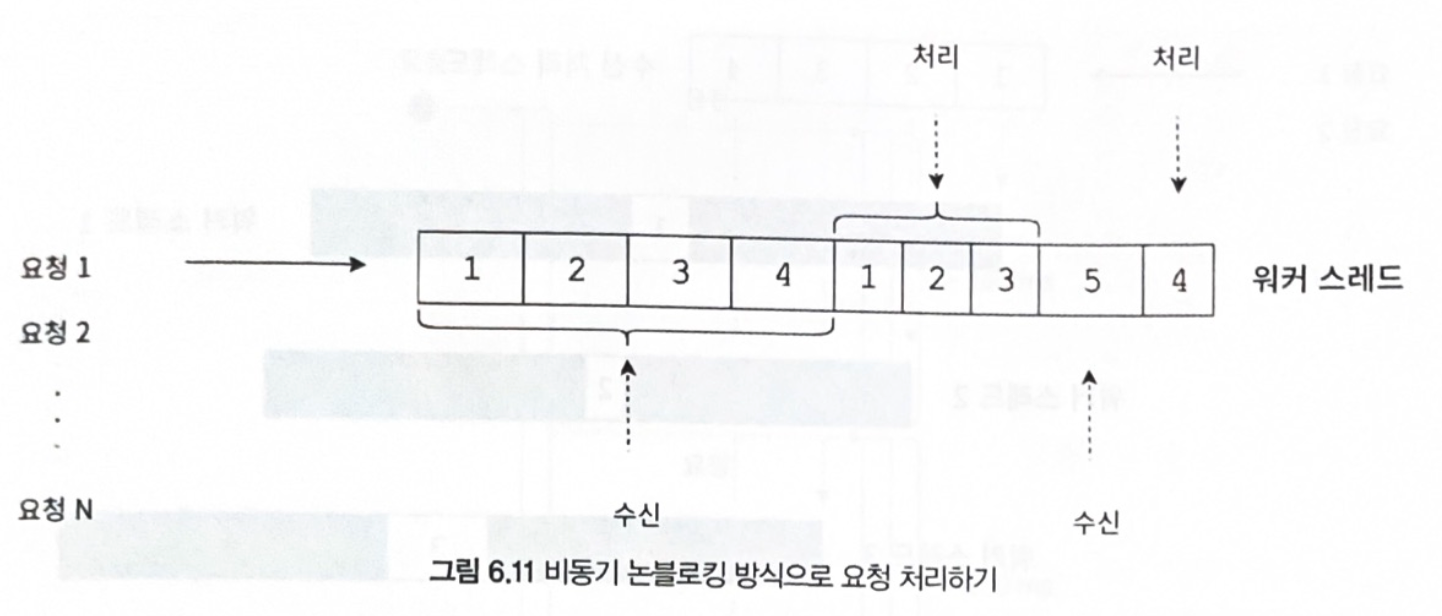 처리 처리
요청 1 1 2 3 4 1 2 3 5 4 워커 스레드
요청 2
요청 N
수신 수신
그림 6.11 비동기 논블로킹 방식으로 요청 처리하기